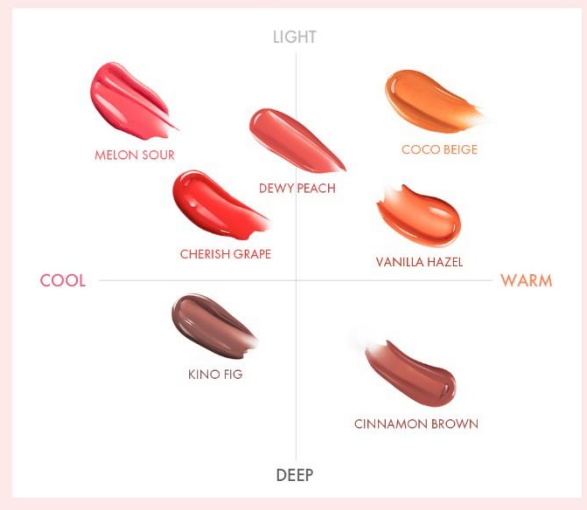 LIGHT
MELON SOUR
COCO BEIGE
DEWY PEACH
CHERISH GRAPE
VANILLA HAZEL
COOL
WARM
KINO FIG
CINNAMON BROWN
DEEP